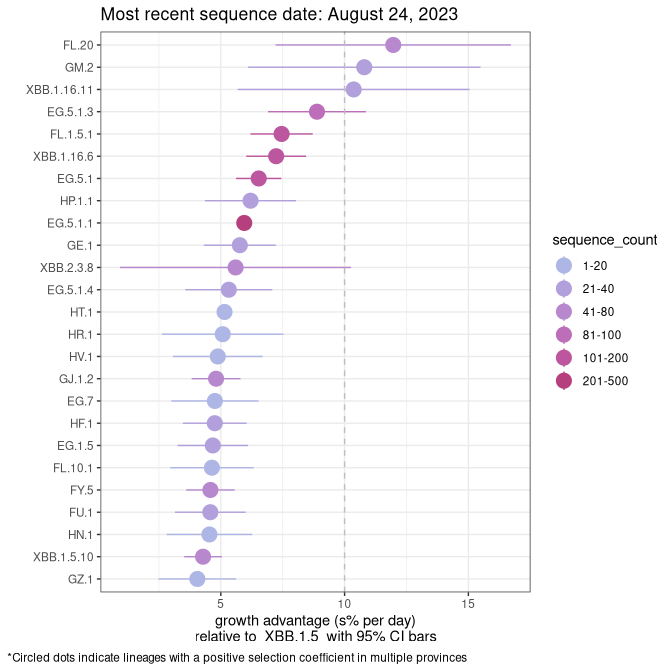 Most recent sequence date: August 24, 2023
FL.20
GM.2
XBB.1.16.11
EG.5.1.3
FL.1.5.1
XBB.1.16.6
EG.5.1
HP.1.1
EG.5.1.1
GE.1
XBB.2.3.8
EG.5.1.4
HT.1
HR.1
HV.1
GJ.1.2
EG.7
HF.1
EG.1.5
FL.10.1
FY.5
FU.1
HN.1
XBB.1.5.10
GZ.1
5 10 15
growth advantage (s% per day)
relative to XBB.1.5 with 95% CI bars
sequence_count
1-20
21-40
41-80
81-100
101-200
201-500
*Circled dots indicate lineages with a positive selection coefficient in multiple provinces